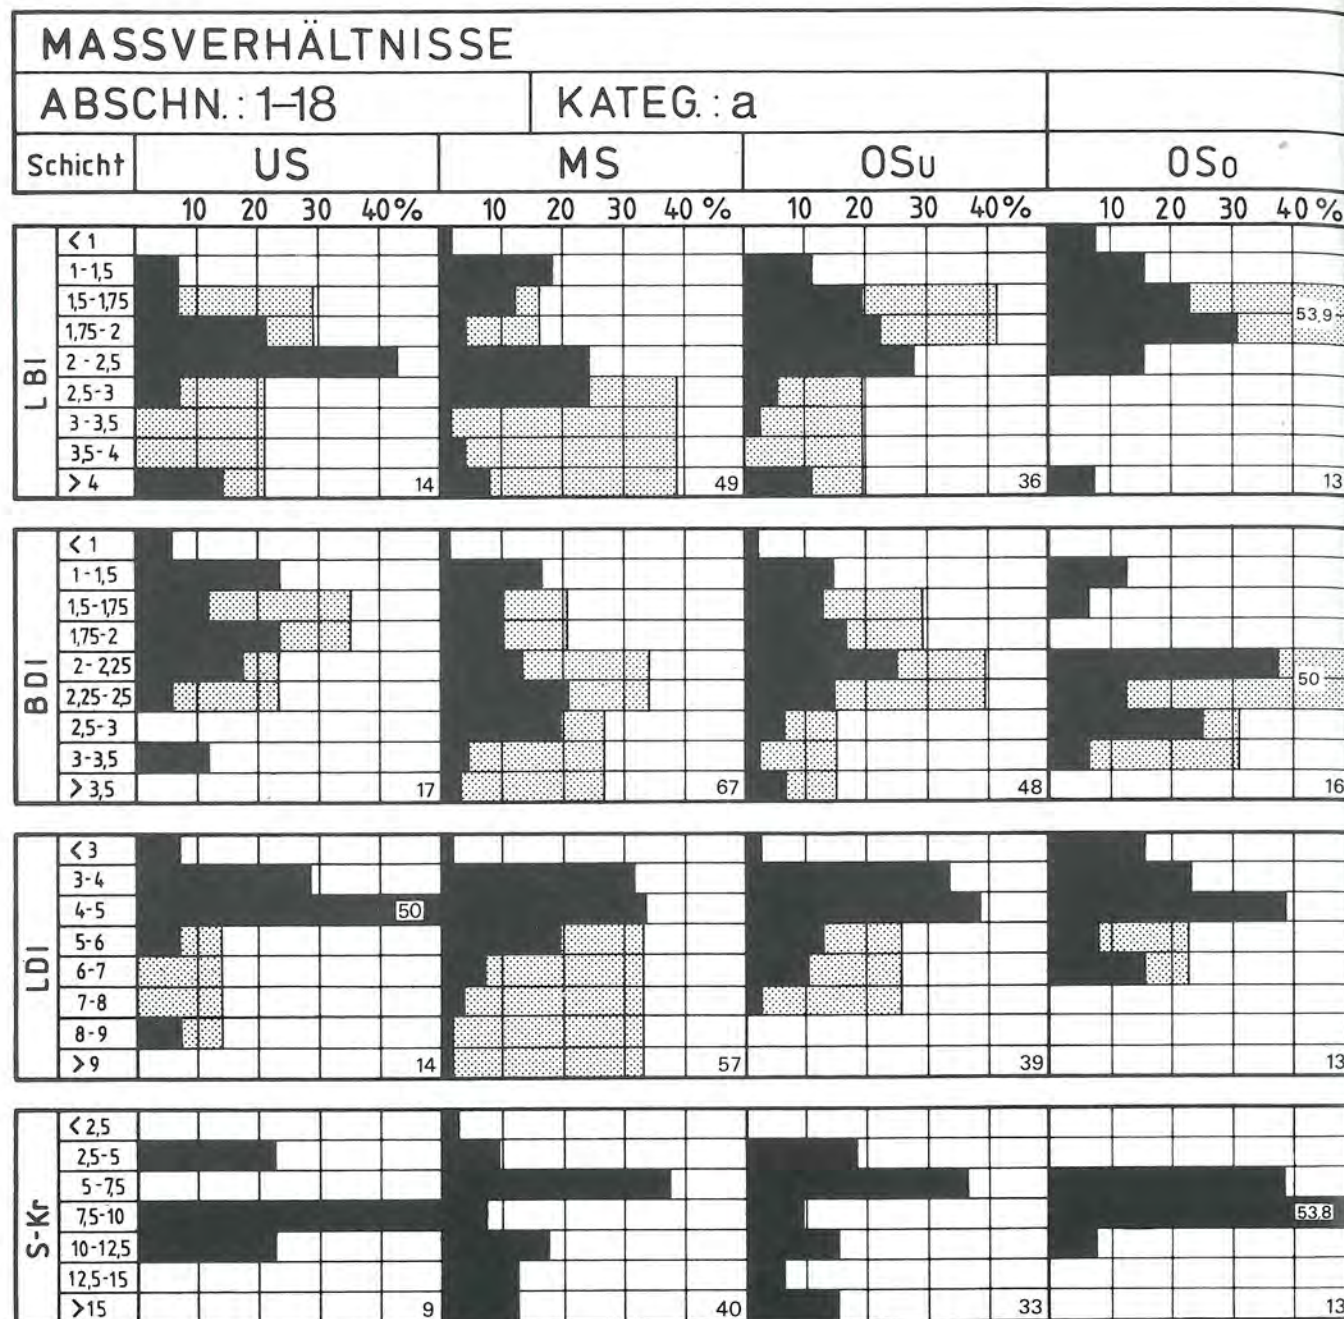 MASSVERHÄLTNISSE
ABSCHN.: 1–18 KATEG.: a
Schicht US MS OSu OSo
10 20 30 40 % 10 20 30 40 % 10 20 30 40 % 10 20 30 40 %
LBI
< 1
1 - 1,5
1,5 - 1,75
1,75 - 2 53,9
2 - 2,5
2,5 - 3
3 - 3,5
3,5 - 4
> 4 14 49 36 13
BDI
< 1
1 - 1,5
1,5 - 1,75
1,75 - 2
2 - 2,25
2,25 - 2,5 50
2,5 - 3
3 - 3,5
> 3,5 17 67 48 16
LDI
< 3
3 - 4
4 - 5 50
5 - 6
6 - 7
7 - 8
8 - 9
> 9 14 57 39 13
S-Kr
< 2,5
2,5 - 5
5 - 7,5
7,5 - 10 53,8
10 - 12,5
12,5 - 15
> 15 9 40 33 13